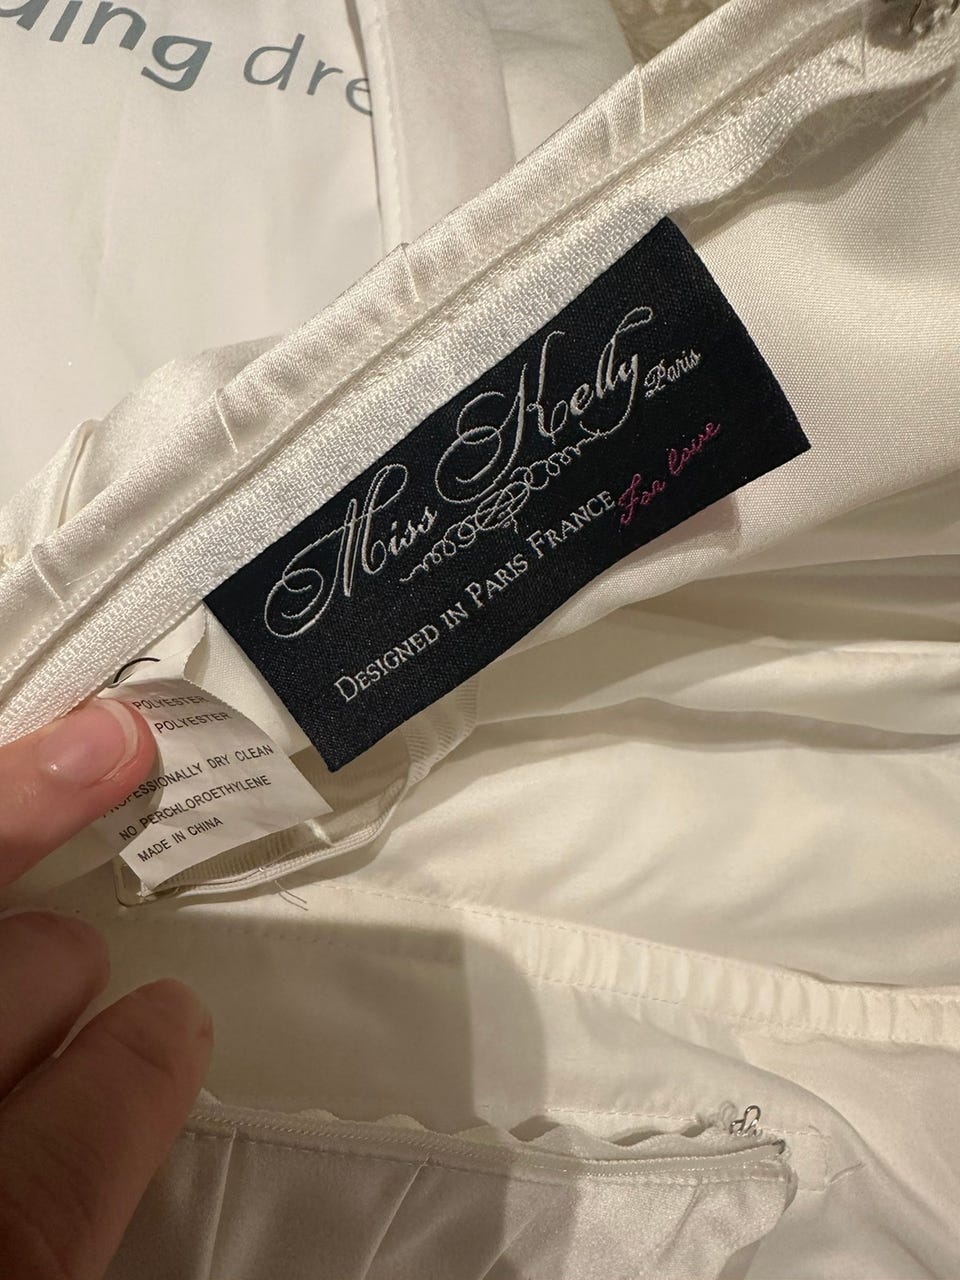 dre
Miss Kelly
Paris
DESIGNED IN PARIS FRANCE For love
POLYESTER
POLYESTER
PROFESSIONALLY DRY CLEAN
NO PERCHLOROETHYLENE
MADE IN CHINA